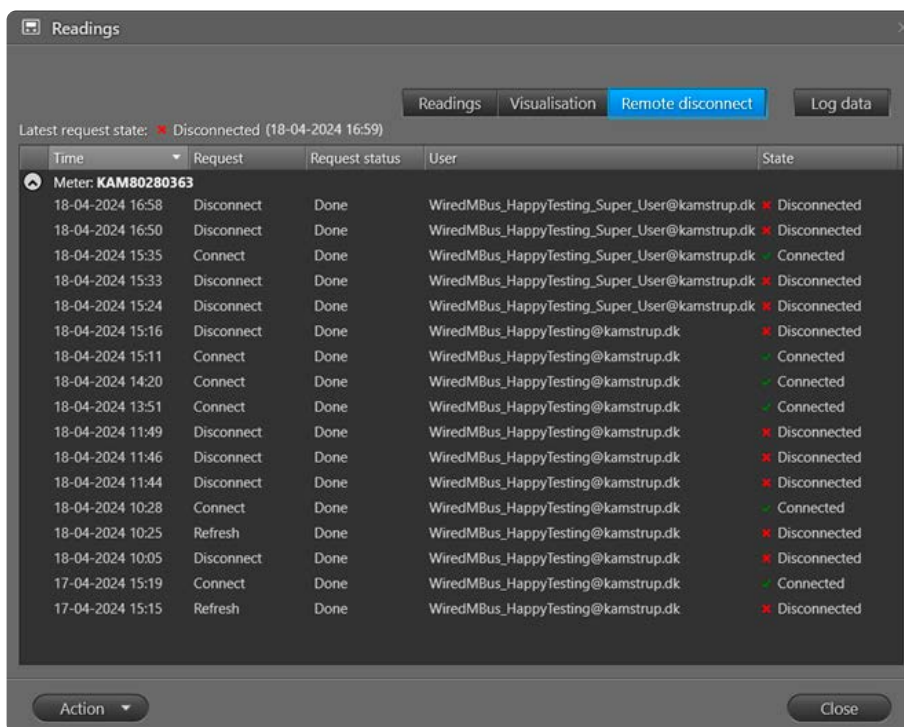 Readings
Readings Visualisation Remote disconnect Log data
Latest request state: Disconnected (18-04-2024 16:59)
Time Request Request status User State
Meter: KAM80280363
18-04-2024 16:58 Disconnect Done WiredMBus_HappyTesting_Super_User@kamstrup.dk Disconnected
18-04-2024 16:50 Disconnect Done WiredMBus_HappyTesting_Super_User@kamstrup.dk Disconnected
18-04-2024 15:35 Connect Done WiredMBus_HappyTesting_Super_User@kamstrup.dk Connected
18-04-2024 15:33 Disconnect Done WiredMBus_HappyTesting_Super_User@kamstrup.dk Disconnected
18-04-2024 15:24 Disconnect Done WiredMBus_HappyTesting_Super_User@kamstrup.dk Disconnected
18-04-2024 15:16 Disconnect Done WiredMBus_HappyTesting@kamstrup.dk Disconnected
18-04-2024 15:11 Connect Done WiredMBus_HappyTesting@kamstrup.dk Connected
18-04-2024 14:20 Connect Done WiredMBus_HappyTesting@kamstrup.dk Connected
18-04-2024 13:51 Connect Done WiredMBus_HappyTesting@kamstrup.dk Connected
18-04-2024 11:49 Disconnect Done WiredMBus_HappyTesting@kamstrup.dk Disconnected
18-04-2024 11:46 Disconnect Done WiredMBus_HappyTesting@kamstrup.dk Disconnected
18-04-2024 11:44 Disconnect Done WiredMBus_HappyTesting@kamstrup.dk Disconnected
18-04-2024 10:28 Connect Done WiredMBus_HappyTesting@kamstrup.dk Connected
18-04-2024 10:25 Refresh Done WiredMBus_HappyTesting@kamstrup.dk Disconnected
18-04-2024 10:05 Disconnect Done WiredMBus_HappyTesting@kamstrup.dk Disconnected
17-04-2024 15:19 Connect Done WiredMBus_HappyTesting@kamstrup.dk Connected
17-04-2024 15:15 Refresh Done WiredMBus_HappyTesting@kamstrup.dk Disconnected
Action Close